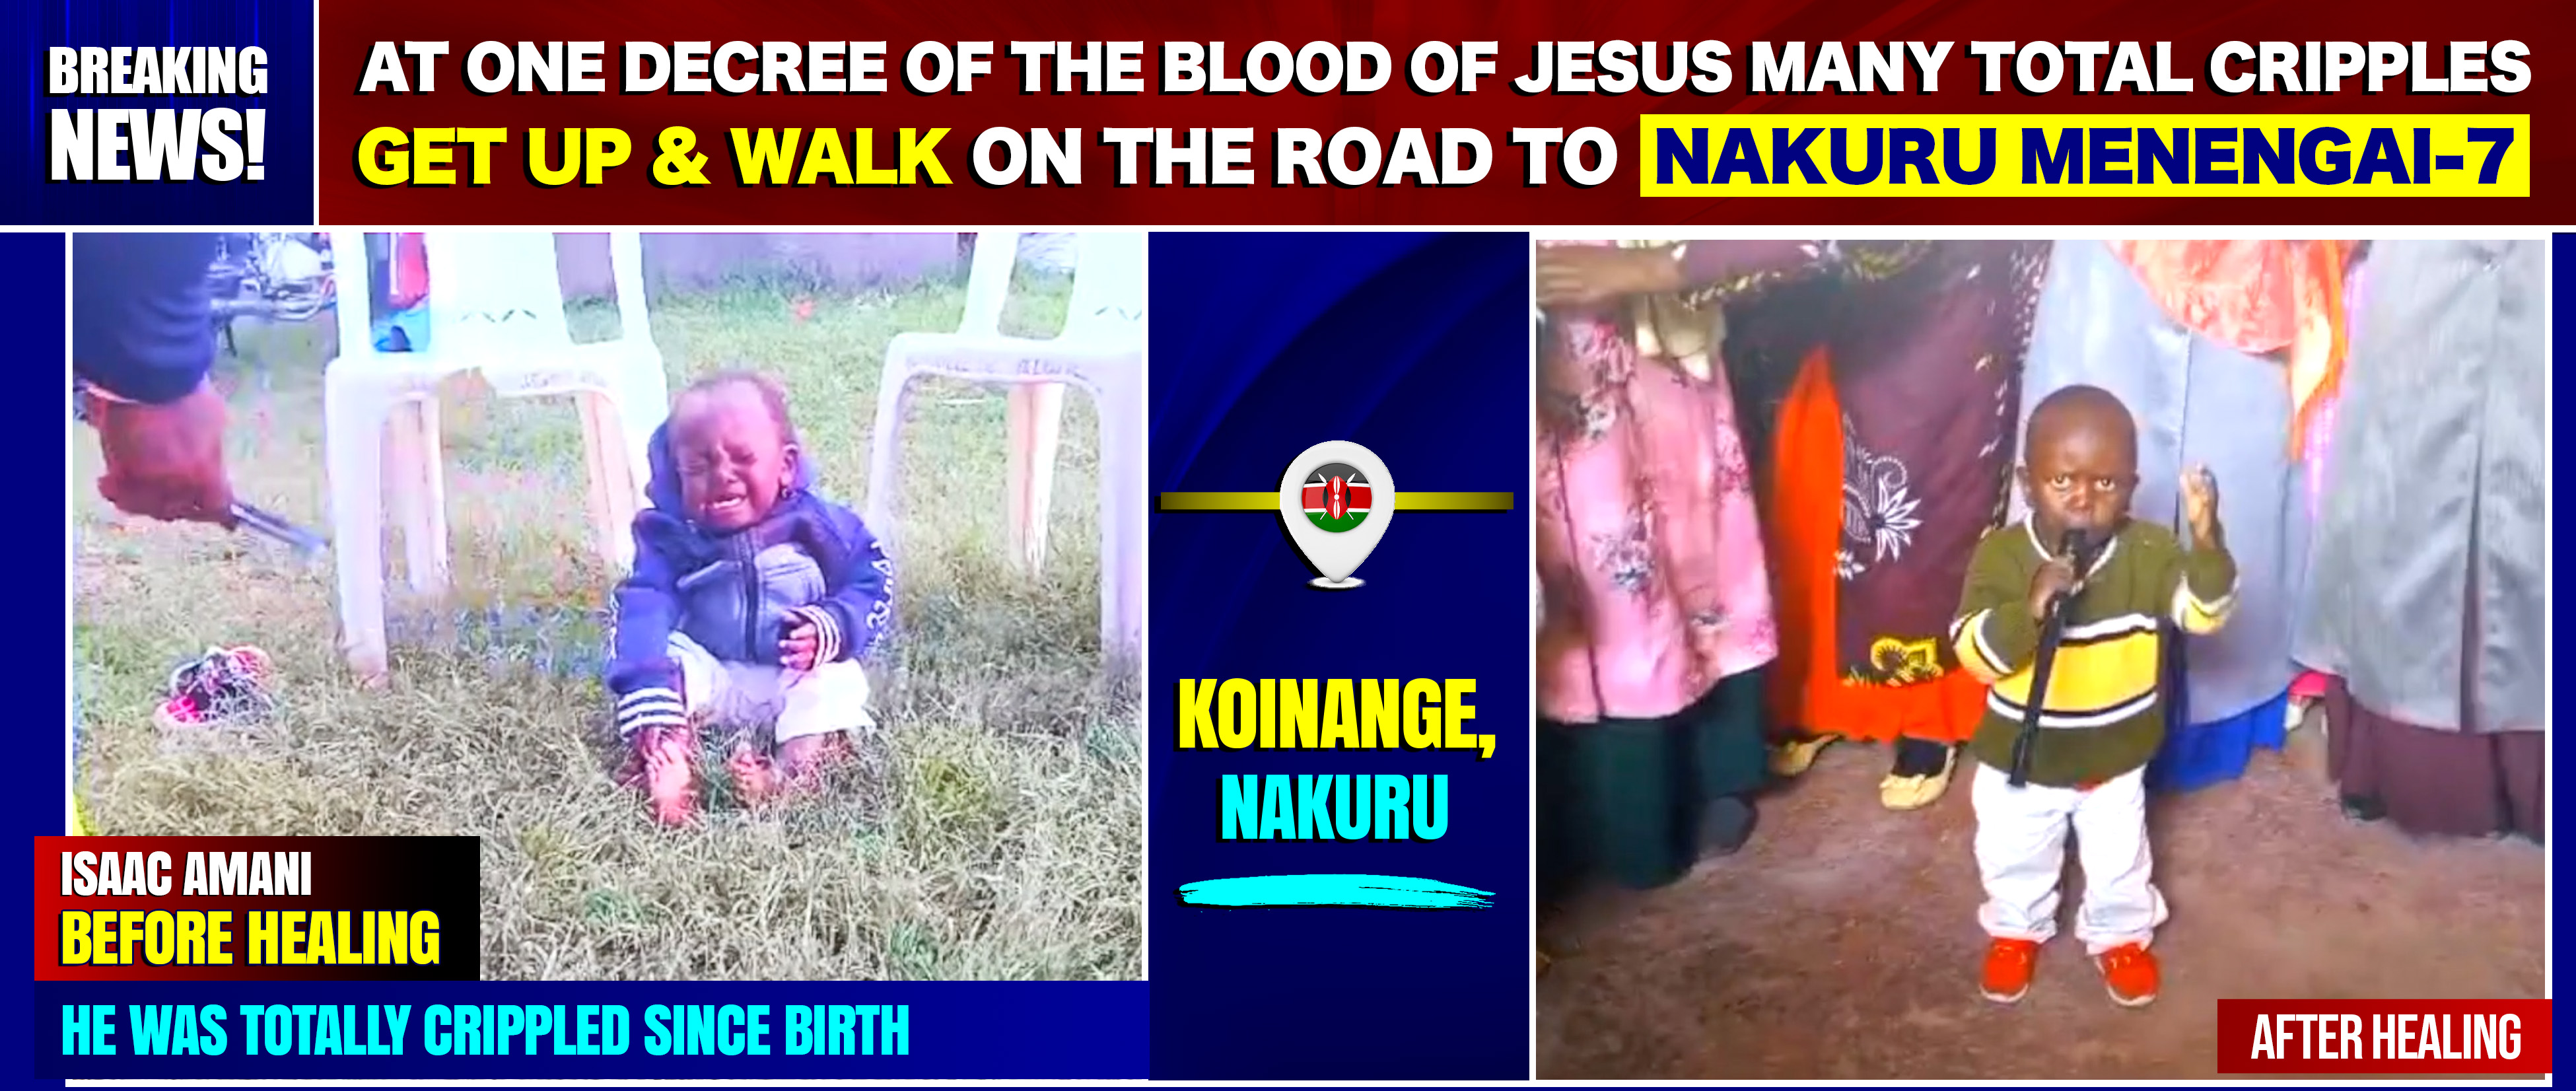 BREAKING
NEWS!
AT ONE DECREE OF THE BLOOD OF JESUS MANY TOTAL CRIPPLES
GET UP & WALK ON THE ROAD TO NAKURU MENENGAI-7
KOINANGE,
NAKURU
ISAAC AMANI
BEFORE HEALING
HE WAS TOTALLY CRIPPLED SINCE BIRTH
AFTER HEALING